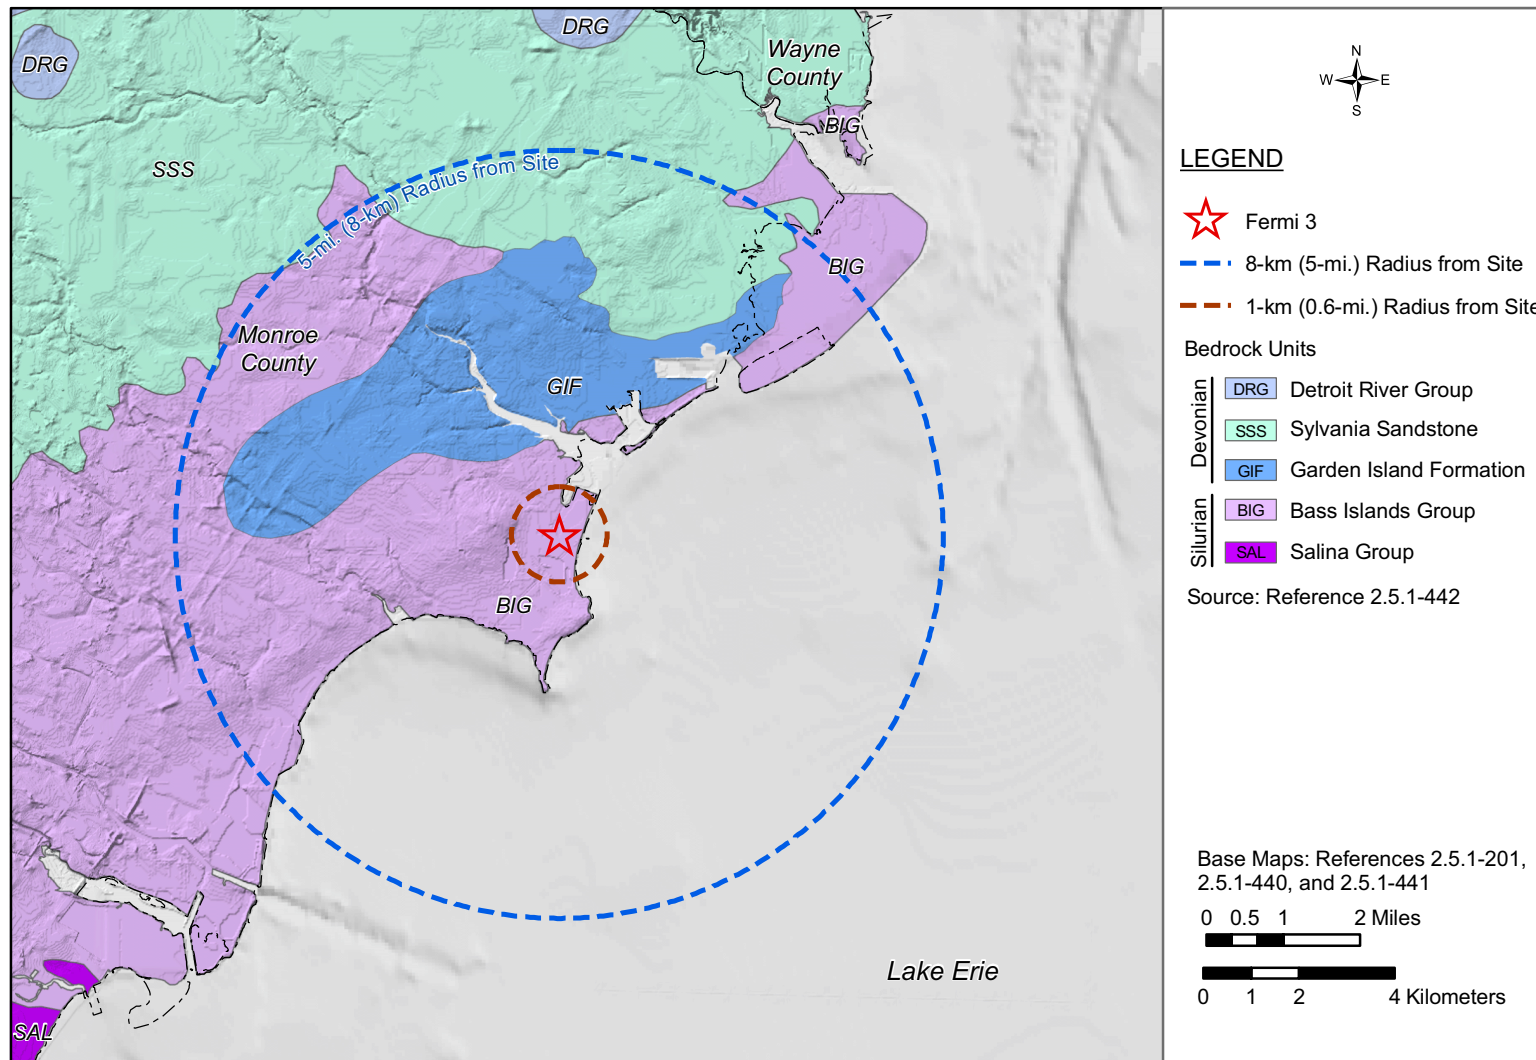 DRG
DRG
Wayne
County
BIG
SSS
5-mi. (8-km) Radius from Site
BIG
Monroe
County
GIF
BIG
Lake Erie
SAL
N
W E
S
LEGEND
Fermi 3
8-km (5-mi.) Radius from Site
1-km (0.6-mi.) Radius from Site
Bedrock Units
Devonian
DRG Detroit River Group
SSS Sylvania Sandstone
GIF Garden Island Formation
Silurian
BIG Bass Islands Group
SAL Salina Group
Source: Reference 2.5.1-442
Base Maps: References 2.5.1-201,
2.5.1-440, and 2.5.1-441
0 0.5 1 2 Miles
0 1 2 4 Kilometers